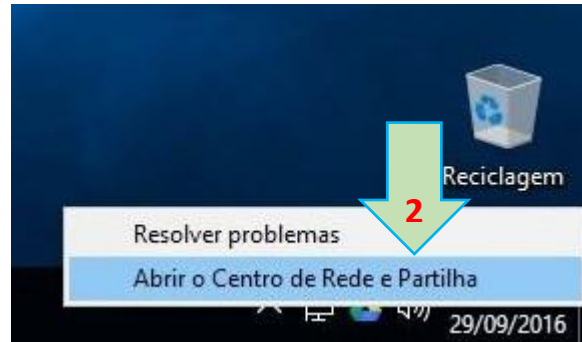 Reciclagem
2
Resolver problemas
Abrir o Centro de Rede e Partilha
29/09/2016